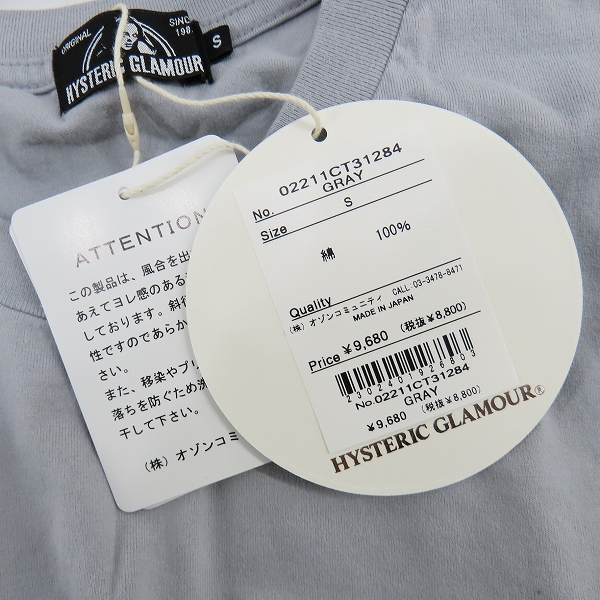 ORIGINAL
SINCE
HYSTERIC GLAMOUR
S
ATTENTION
この製品は、風合を出
あえてヨレ感のある
しております。斜行
性ですのであらか
さい。
また、移染やプリ
落ちを防ぐため洗
干して下さい。
(株) オゾンコミュ
No. 02211CT31284
GRAY
Size S
綿 100%
Quality
(株) オゾンコミュニティ CALL: 03-3478-8471
MADE IN JAPAN
Price ¥9,680 (税抜¥8,800)
2302401926803
No.02211CT31284
GRAY
¥9,680 (税抜¥8,800)
HYSTERIC GLAMOUR®